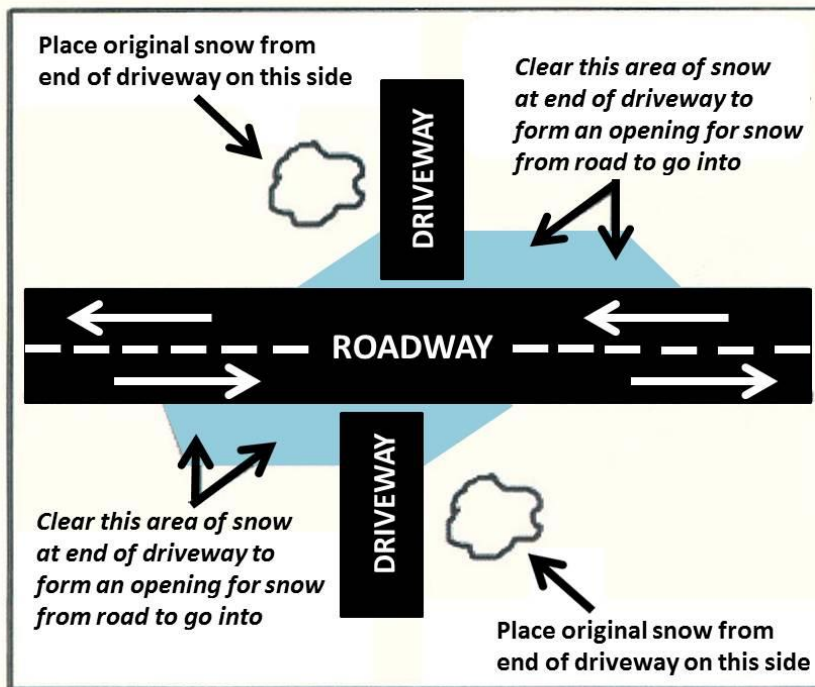 Place original snow from
end of driveway on this side
Clear this area of snow
at end of driveway to
form an opening for snow
from road to go into
DRIVEWAY
ROADWAY
DRIVEWAY
Clear this area of snow
at end of driveway to
form an opening for snow
from road to go into
Place original snow from
end of driveway on this side